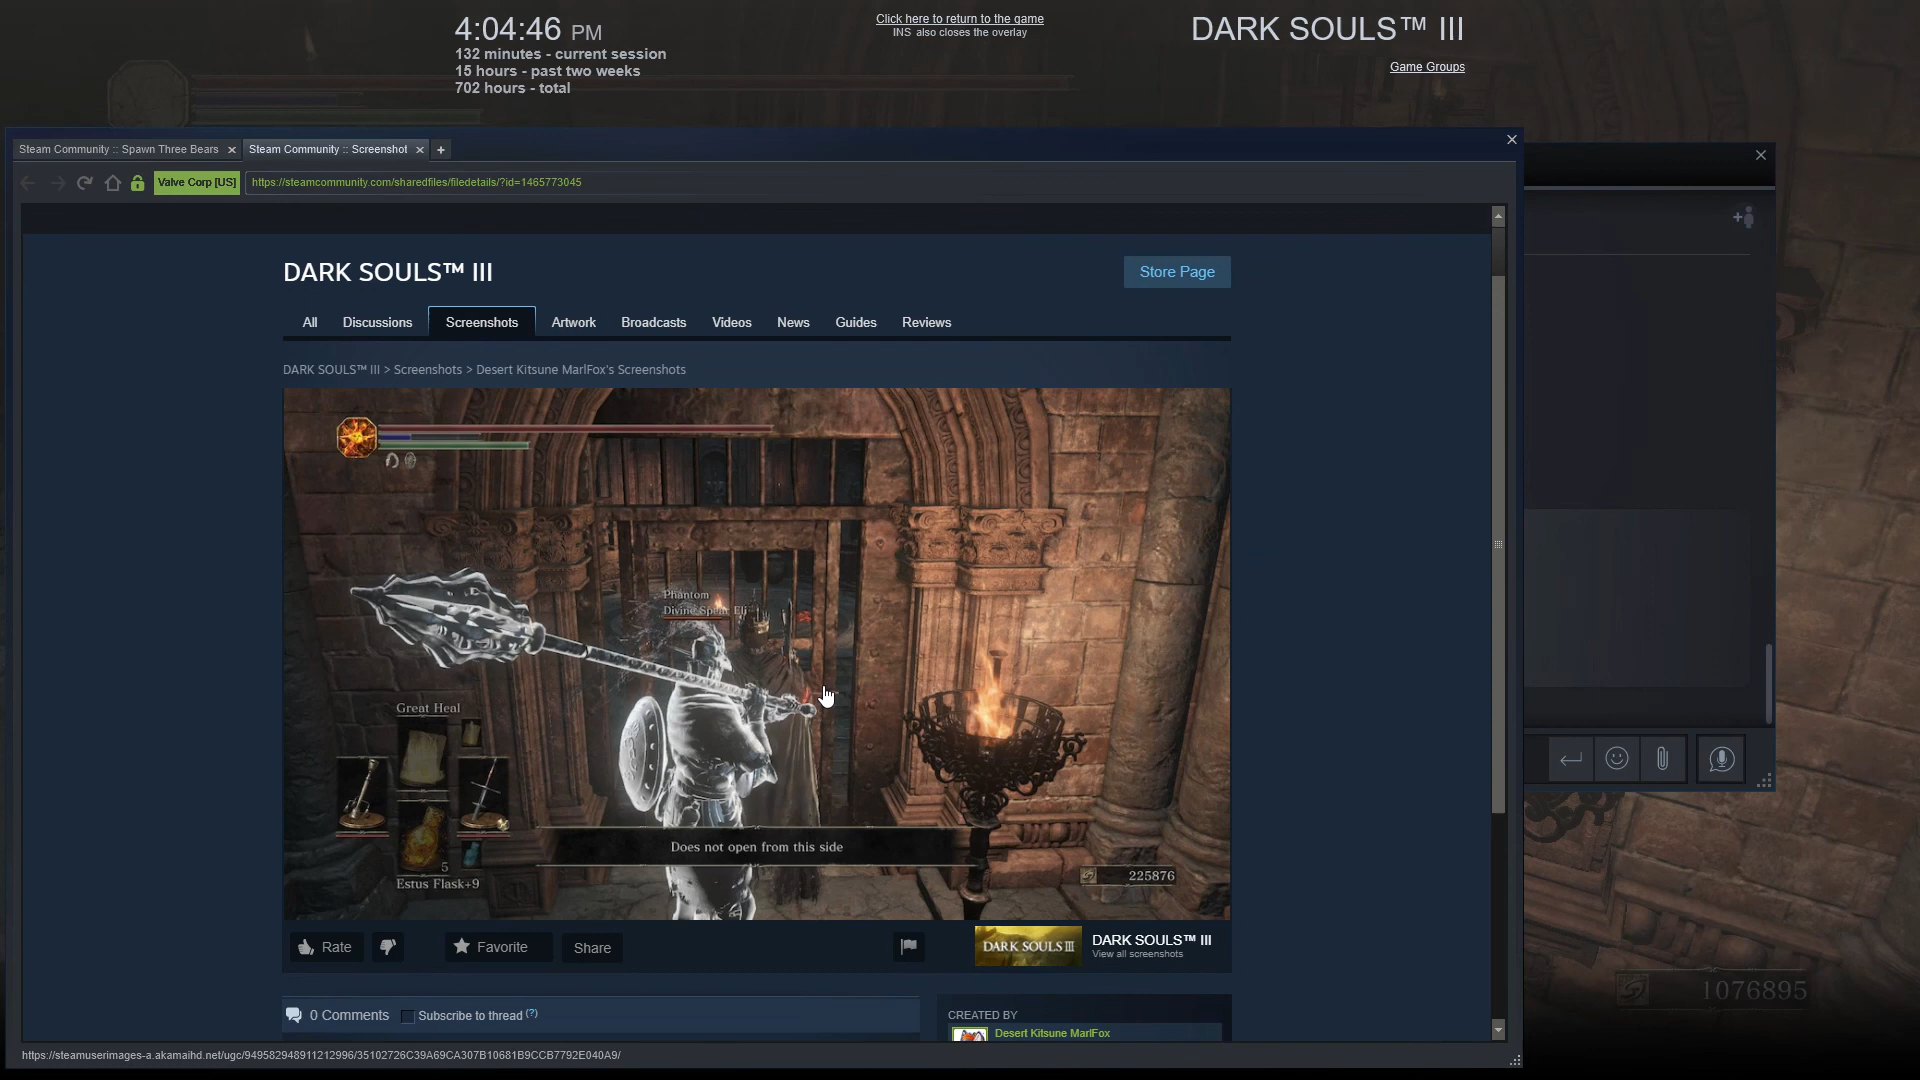 4:04:46 PM
132 minutes - current session
15 hours - past two weeks
702 hours - total
Click here to return to the game
INS also closes the overlay
DARK SOULS™ III
Game Groups
Steam Community :: Spawn Three Bears
Steam Community :: Screenshot
Valve Corp [US]
https://steamcommunity.com/sharedfiles/filedetails/?id=1465773045
DARK SOULS™ III
Store Page
All
Discussions
Screenshots
Artwork
Broadcasts
Videos
News
Guides
Reviews
DARK SOULS™ III > Screenshots > Desert Kitsune MarlFox's Screenshots
Phantom
Divine Spear Eli
Great Heal
Does not open from this side
5
Estus Flask+9
225876
Rate
Favorite
Share
DARK SOULS III
DARK SOULS™ III
View all screenshots
0 Comments
Subscribe to thread (?)
CREATED BY
Desert Kitsune MarlFox
1076895
https://steamuserimages-a.akamaihd.net/ugc/949582948911212996/35102726C39A69CA307B10681B9CCB7792E040A9/